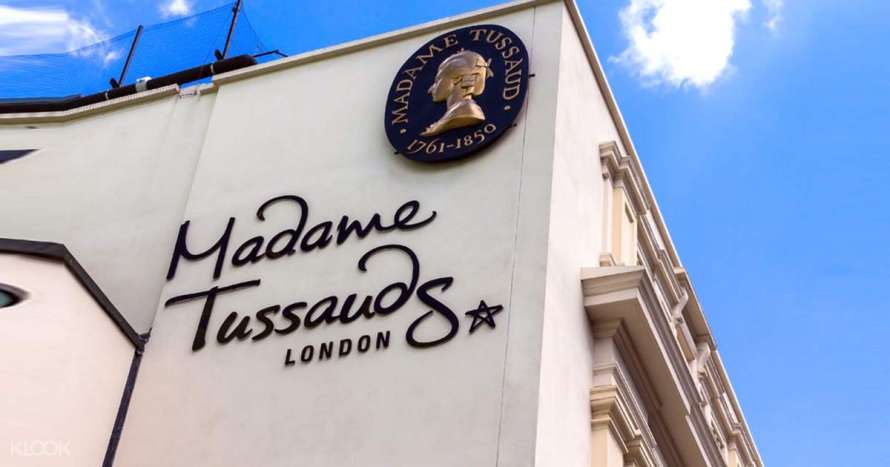 MADAME TUSSAUD
· 1761-1850 ·
Madame
Tussauds
LONDON
KLOOK